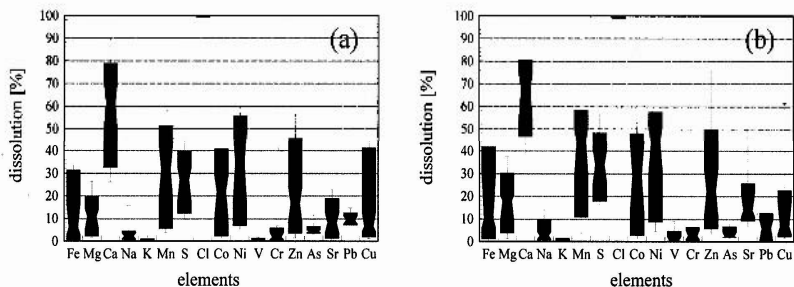 (a)
dissolution [%]
100
90
80
70
60
50
40
30
20
10
0
Fe Mg Ca Na K Mn S Cl Co Ni V Cr Zn As Sr Pb Cu
elements
(b)
dissolution [%]
100
90
80
70
60
50
40
30
20
10
0
Fe Mg Ca Na K Mn S Cl Co Ni V Cr Zn As Sr Pb Cu
elements